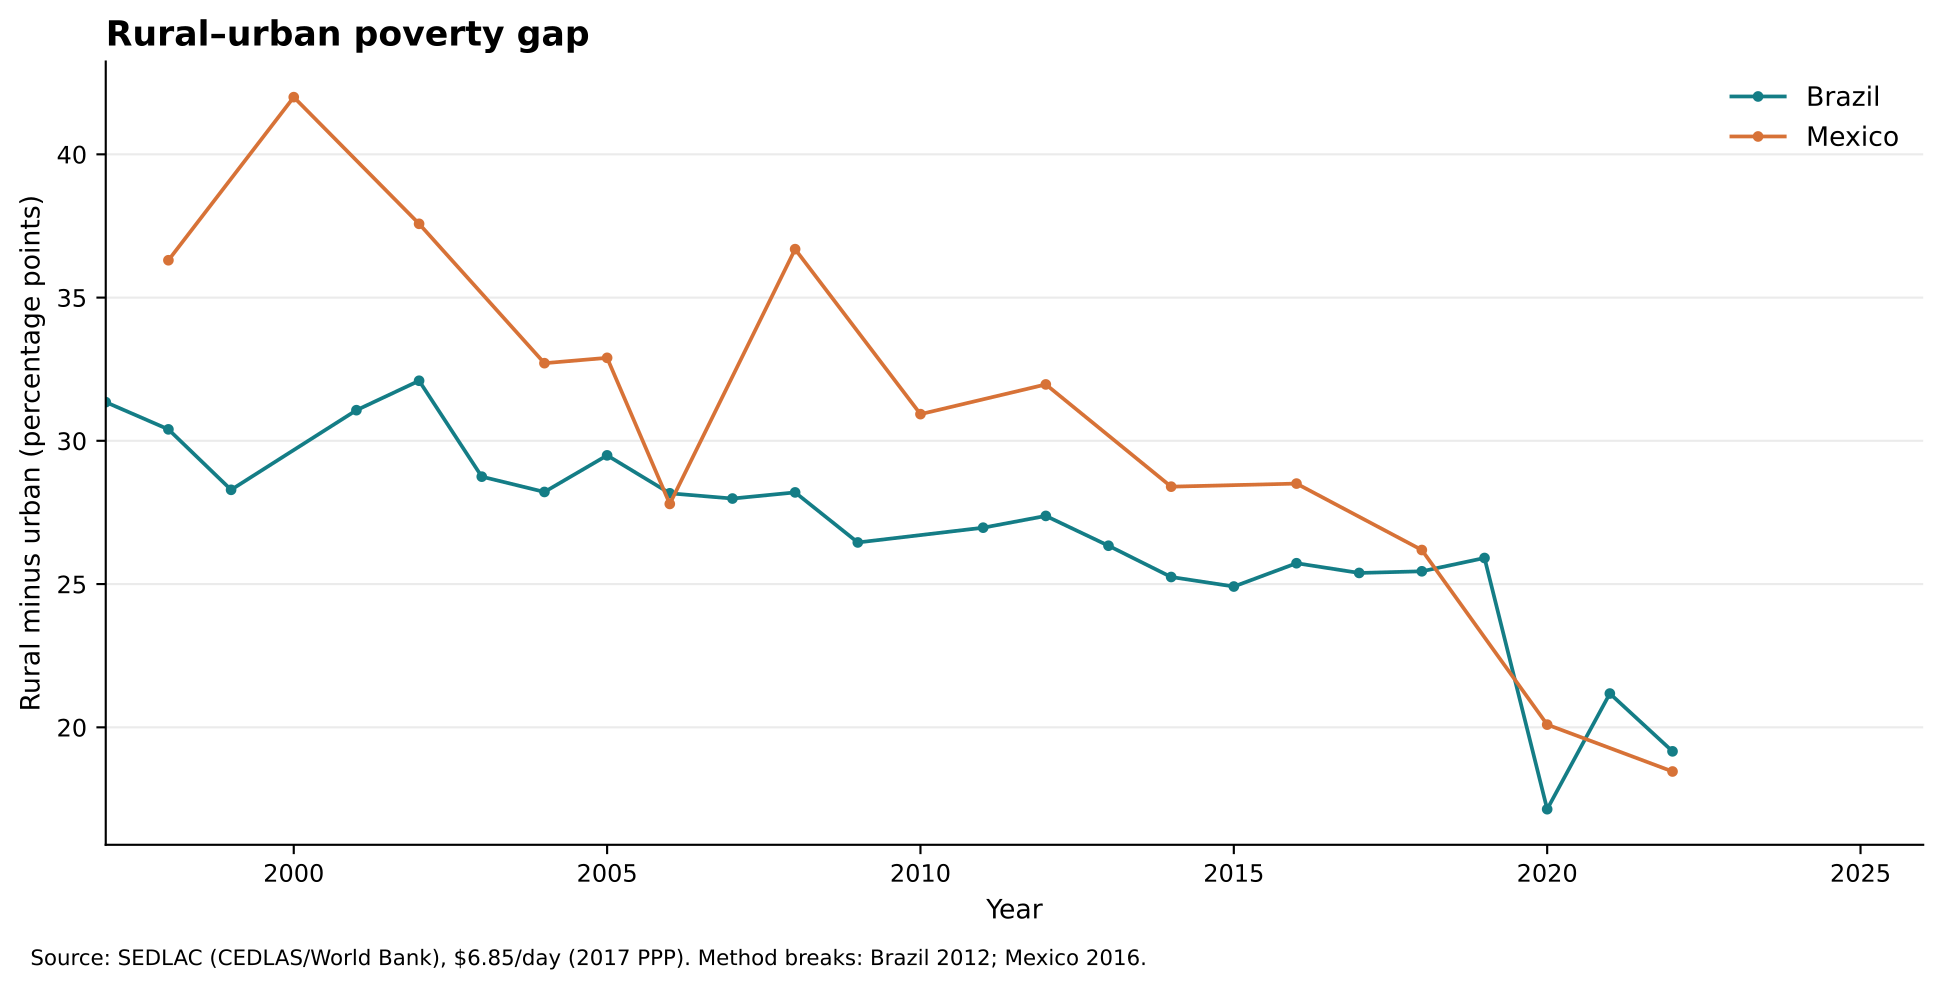 Rural–urban poverty gap
Brazil
Mexico
40
35
30
25
20
Rural minus urban (percentage points)
2000
2005
2010
2015
2020
2025
Year
Source: SEDLAC (CEDLAS/World Bank), $6.85/day (2017 PPP). Method breaks: Brazil 2012; Mexico 2016.